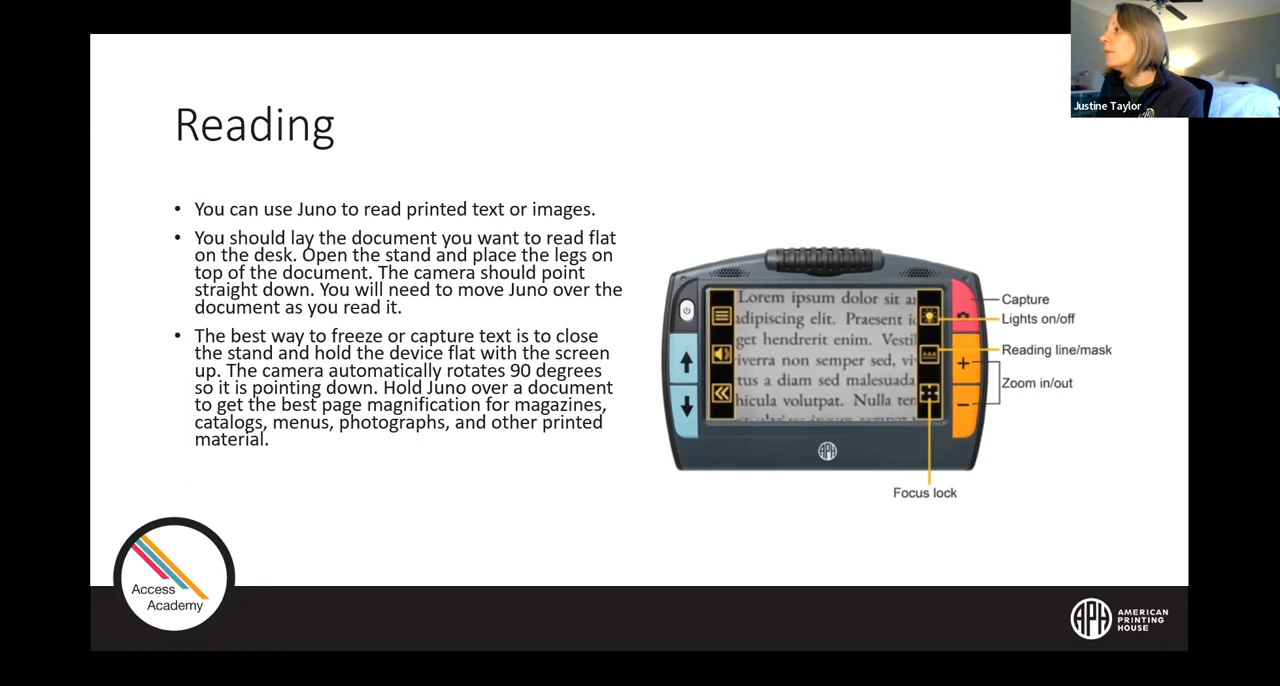 Justine Taylor
Reading
• You can use Juno to read printed text or images.
• You should lay the document you want to read flat
on the desk. Open the stand and place the legs on
top of the document. The camera should point
straight down. You will need to move Juno over the
document as you read it.
• The best way to freeze or capture text is to close
the stand and hold the device flat with the screen
up. The camera automatically rotates 90 degrees
so it is pointing down. Hold Juno over a document
to get the best page magnification for magazines,
catalogs, menus, photographs, and other printed
material.
Lorem ipsum dolor sit
adipiscing elit. Praesent
get hendrerit enim.
viverra non semper sed,
tus a diam sed malesuada
hicula volutpat. Nulla
APH
Capture
Lights on/off
Reading line/mask
Zoom in/out
Focus lock
Access
Academy
APH
AMERICAN
PRINTING
HOUSE